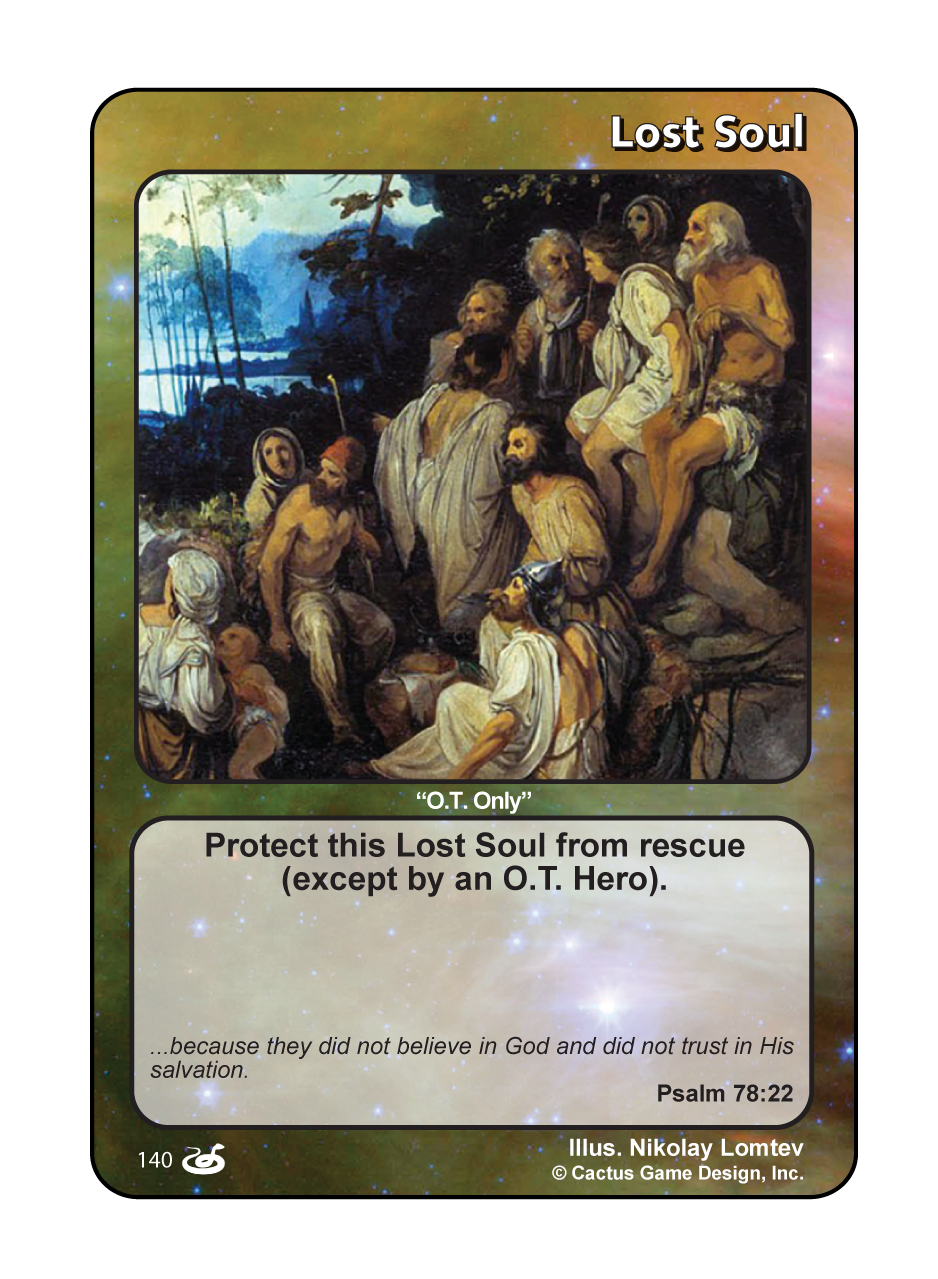 Lost Soul
“O.T. Only”
Protect this Lost Soul from rescue
(except by an O.T. Hero).
...because they did not believe in God and did not trust in His
salvation.
Psalm 78:22
140
Illus. Nikolay Lomtev
© Cactus Game Design, Inc.